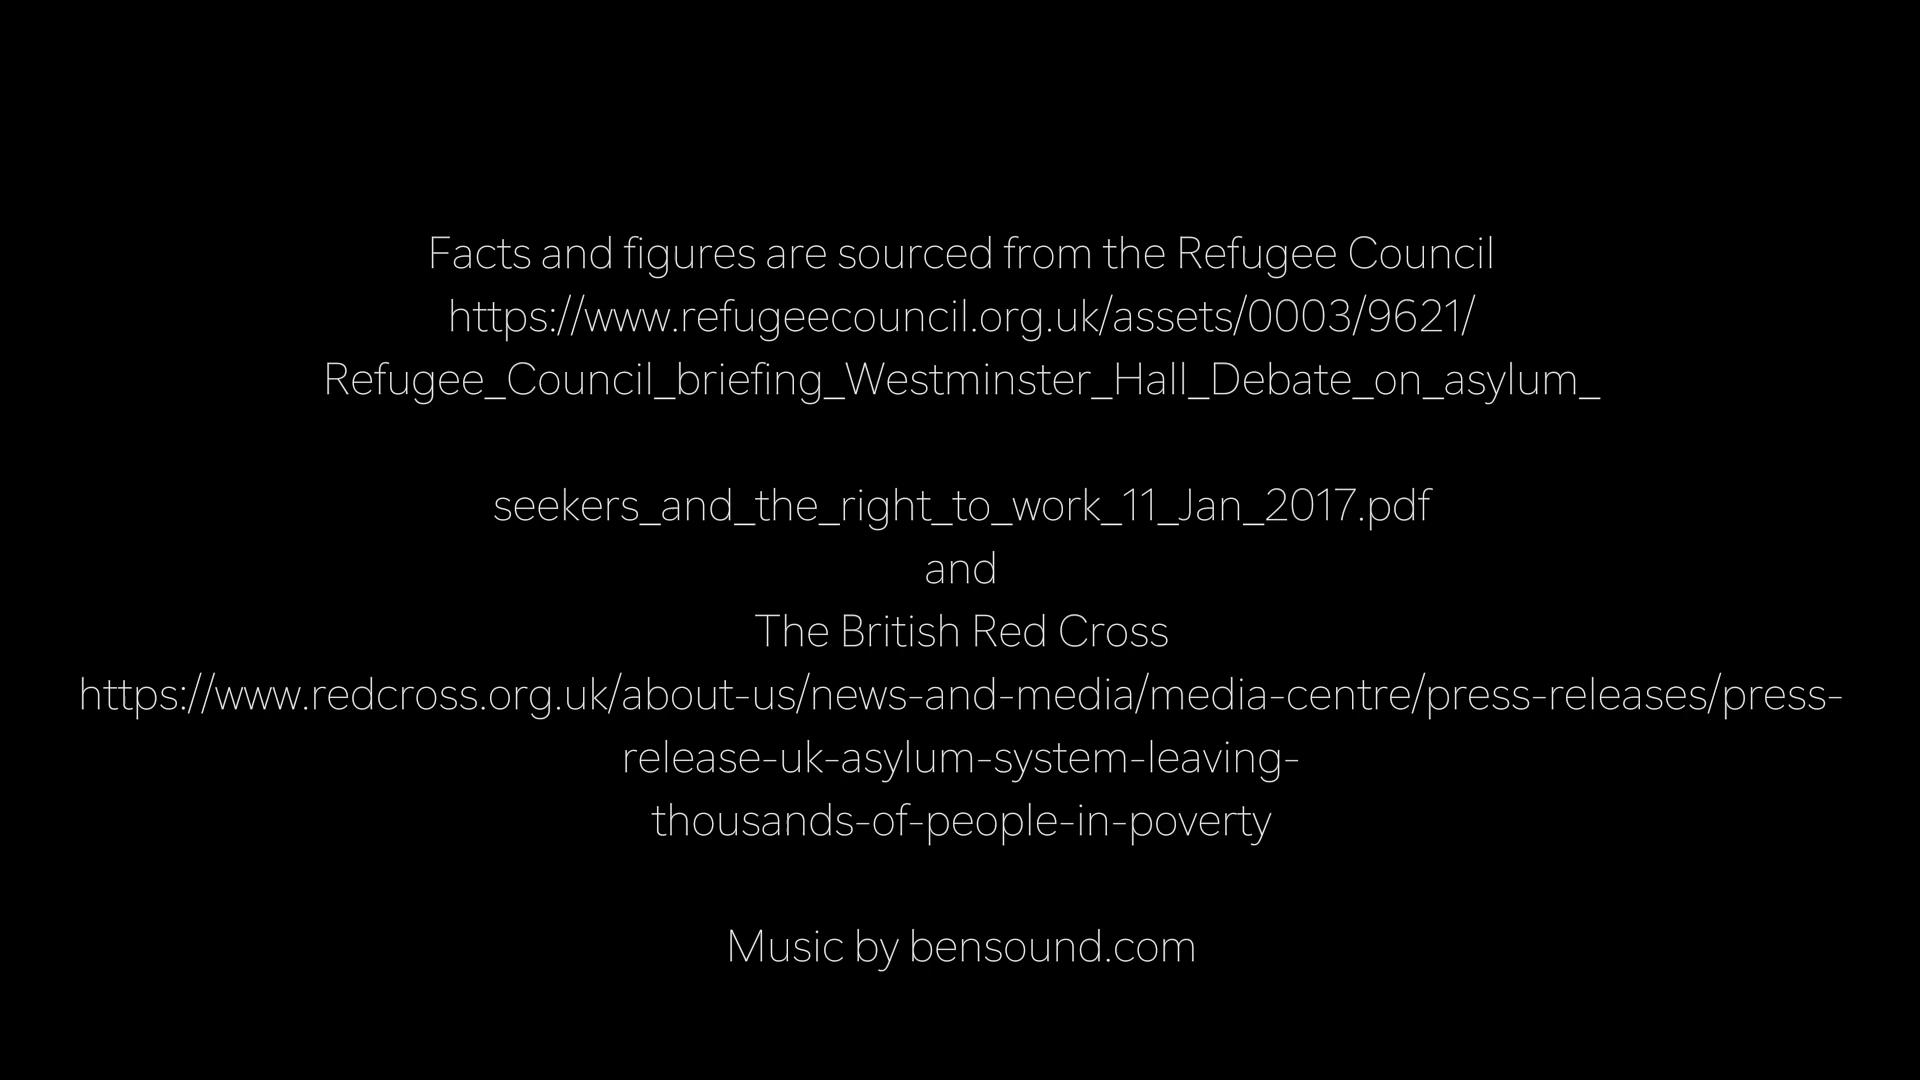 Facts and figures are sourced from the Refugee Council
https://www.refugeecouncil.org.uk/assets/0003/9621/
Refugee_Council_briefing_Westminster_Hall_Debate_on_asylum_
seekers_and_the_right_to_work_11_Jan_2017.pdf
and
The British Red Cross
https://www.redcross.org.uk/about-us/news-and-media/media-centre/press-releases/press-
release-uk-asylum-system-leaving-
thousands-of-people-in-poverty
Music by bensound.com